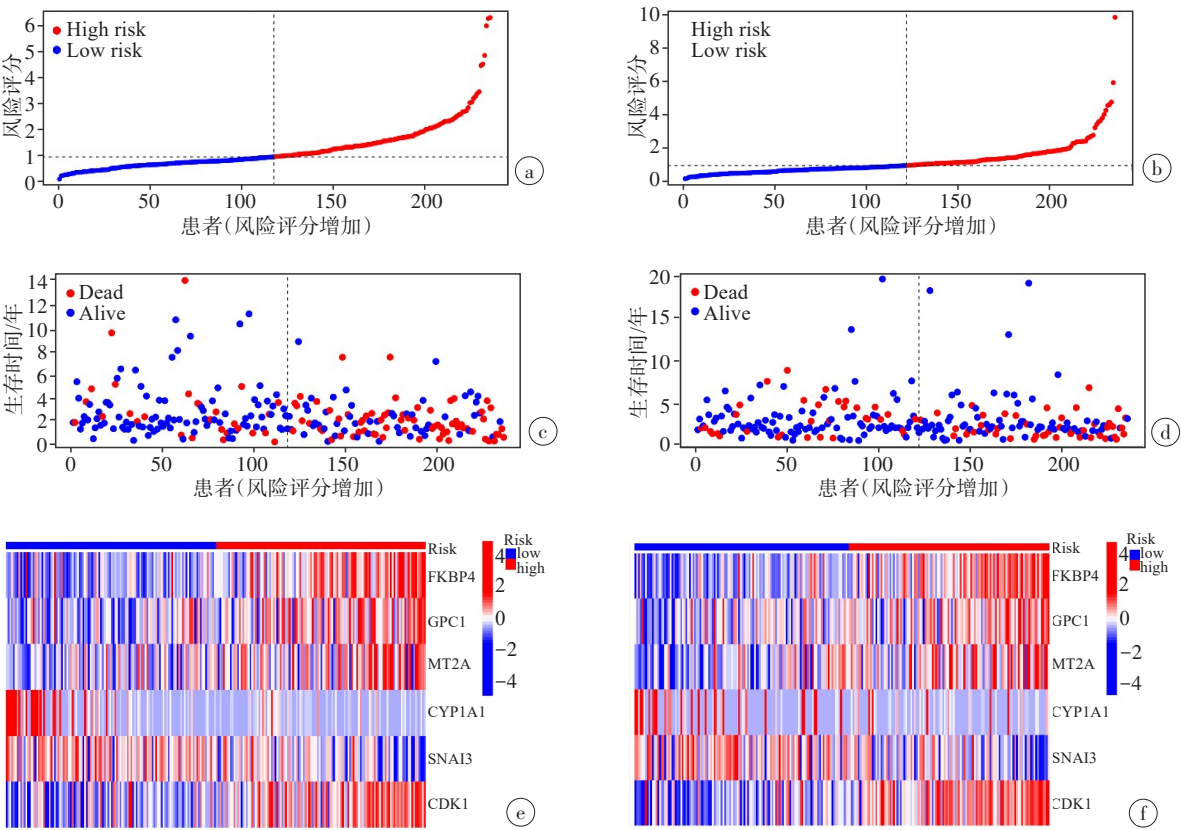 6
5
4
3
2
1
0
风险评分
High risk
Low risk
0
50
100
150
200
患者(风险评分增加)
a
10
8
6
4
2
0
风险评分
High risk
Low risk
0
50
100
150
200
患者(风险评分增加)
b
14
12
10
8
6
4
2
0
生存时间/年
Dead
Alive
0
50
100
150
200
患者(风险评分增加)
c
20
15
10
5
0
生存时间/年
Dead
Alive
0
50
100
150
200
患者(风险评分增加)
d
Risk
FKBP4
GPC1
MT2A
CYP1A1
SNAI3
CDK1
4
2
0
−2
−4
Risk
low
high
e
Risk
FKBP4
GPC1
MT2A
CYP1A1
SNAI3
CDK1
4
2
0
−2
−4
Risk
low
high
f